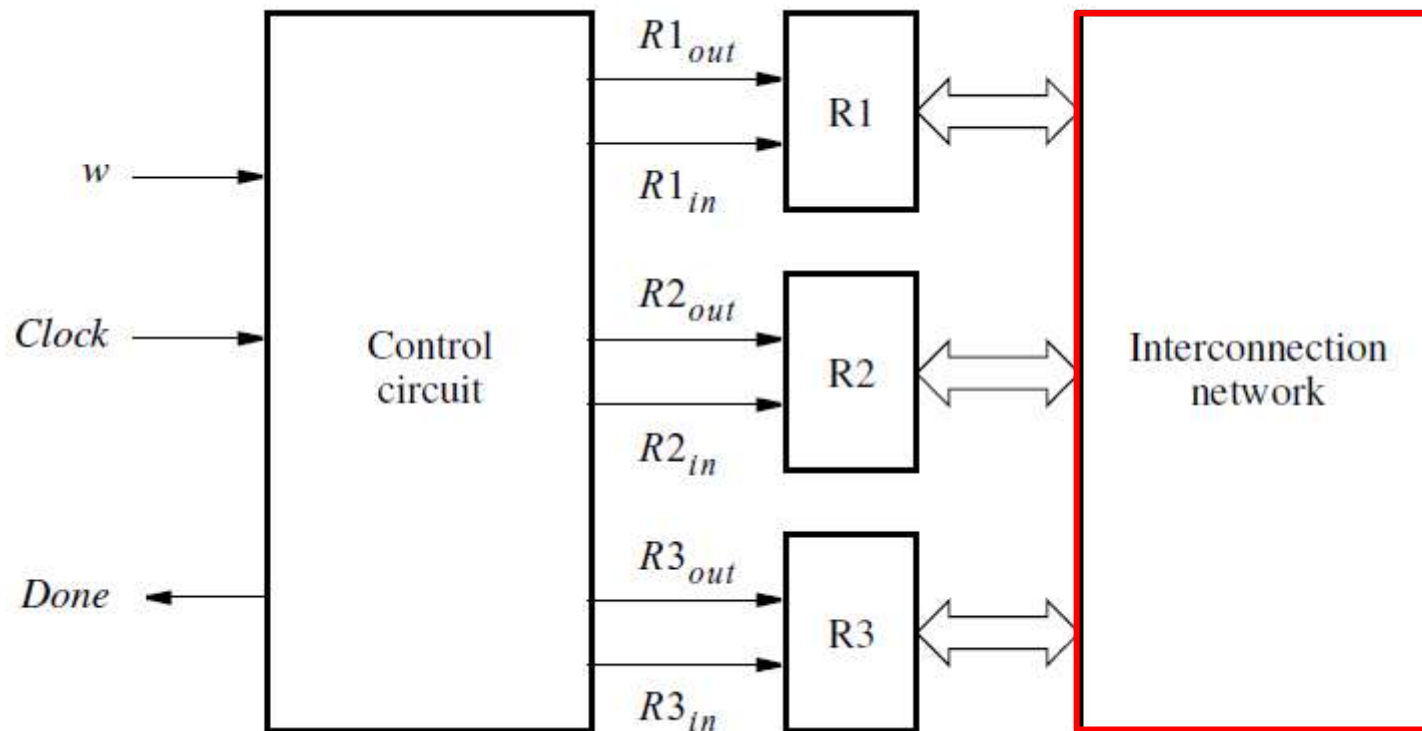 R1out
R1
w
R1in
R2out
Clock
Control
circuit
R2
Interconnection
network
R2in
R3out
Done
R3
R3in